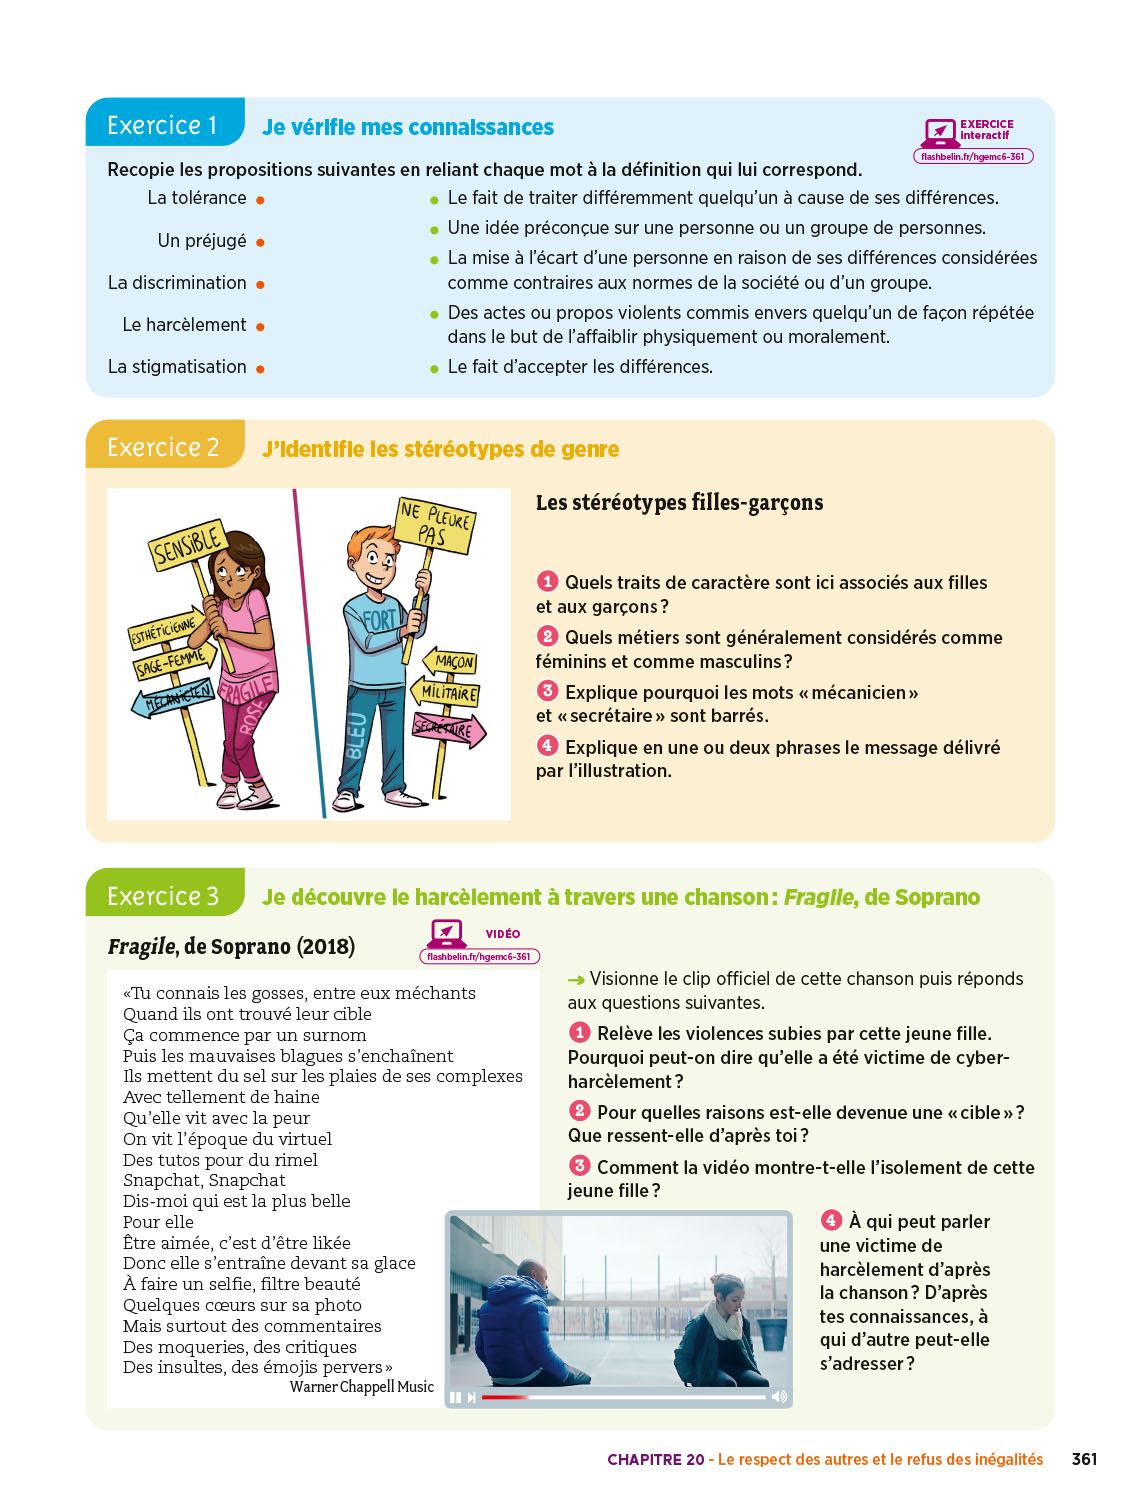 Exercice 1
Je vérifie mes connaissances
EXERCICE
interactif
flashbelin.fr/hgemc6-361
Recopie les propositions suivantes en reliant chaque mot à la définition qui lui correspond.
La tolérance
Un préjugé
La discrimination
Le harcèlement
La stigmatisation
Le fait de traiter différemment quelqu'un à cause de ses différences.
Une idée préconçue sur une personne ou un groupe de personnes.
La mise à l'écart d'une personne en raison de ses différences considérées
comme contraires aux normes de la société ou d'un groupe.
Des actes ou propos violents commis envers quelqu'un de façon répétée
dans le but de l'affaiblir physiquement ou moralement.
Le fait d'accepter les différences.
Exercice 2
J'identifie les stéréotypes de genre
SENSIBLE
ESTHÉTICIENNE
SAGE-FEMME
MÉCANICIEN
FRAGILE
ROSE
NE PLEURE
PAS
FORT
BLEU
MAÇON
MILITAIRE
SECRÉTAIRE
Les stéréotypes filles-garçons
1 Quels traits de caractère sont ici associés aux filles
et aux garçons ?
2 Quels métiers sont généralement considérés comme
féminins et comme masculins ?
3 Explique pourquoi les mots « mécanicien »
et « secrétaire » sont barrés.
4 Explique en une ou deux phrases le message délivré
par l'illustration.
Exercice 3
Je découvre le harcèlement à travers une chanson : Fragile, de Soprano
Fragile, de Soprano (2018)
VIDÉO
flashbelin.fr/hgemc6-361
«Tu connais les gosses, entre eux méchants
Quand ils ont trouvé leur cible
Ça commence par un surnom
Puis les mauvaises blagues s'enchaînent
Ils mettent du sel sur les plaies de ses complexes
Avec tellement de haine
Qu'elle vit avec la peur
On vit l'époque du virtuel
Des tutos pour du rimel
Snapchat, Snapchat
Dis-moi qui est la plus belle
Pour elle
Être aimée, c'est d'être likée
Donc elle s'entraîne devant sa glace
À faire un selfie, filtre beauté
Quelques cœurs sur sa photo
Mais surtout des commentaires
Des moqueries, des critiques
Des insultes, des émojis pervers »
Warner Chappell Music
→ Visionne le clip officiel de cette chanson puis réponds
aux questions suivantes.
1 Relève les violences subies par cette jeune fille.
Pourquoi peut-on dire qu'elle a été victime de cyber-
harcèlement ?
2 Pour quelles raisons est-elle devenue une « cible » ?
Que ressent-elle d'après toi ?
3 Comment la vidéo montre-t-elle l'isolement de cette
jeune fille ?
4 À qui peut parler
une victime de
harcèlement d'après
la chanson ? D'après
tes connaissances, à
qui d'autre peut-elle
s'adresser ?
CHAPITRE 20 - Le respect des autres et le refus des inégalités
361